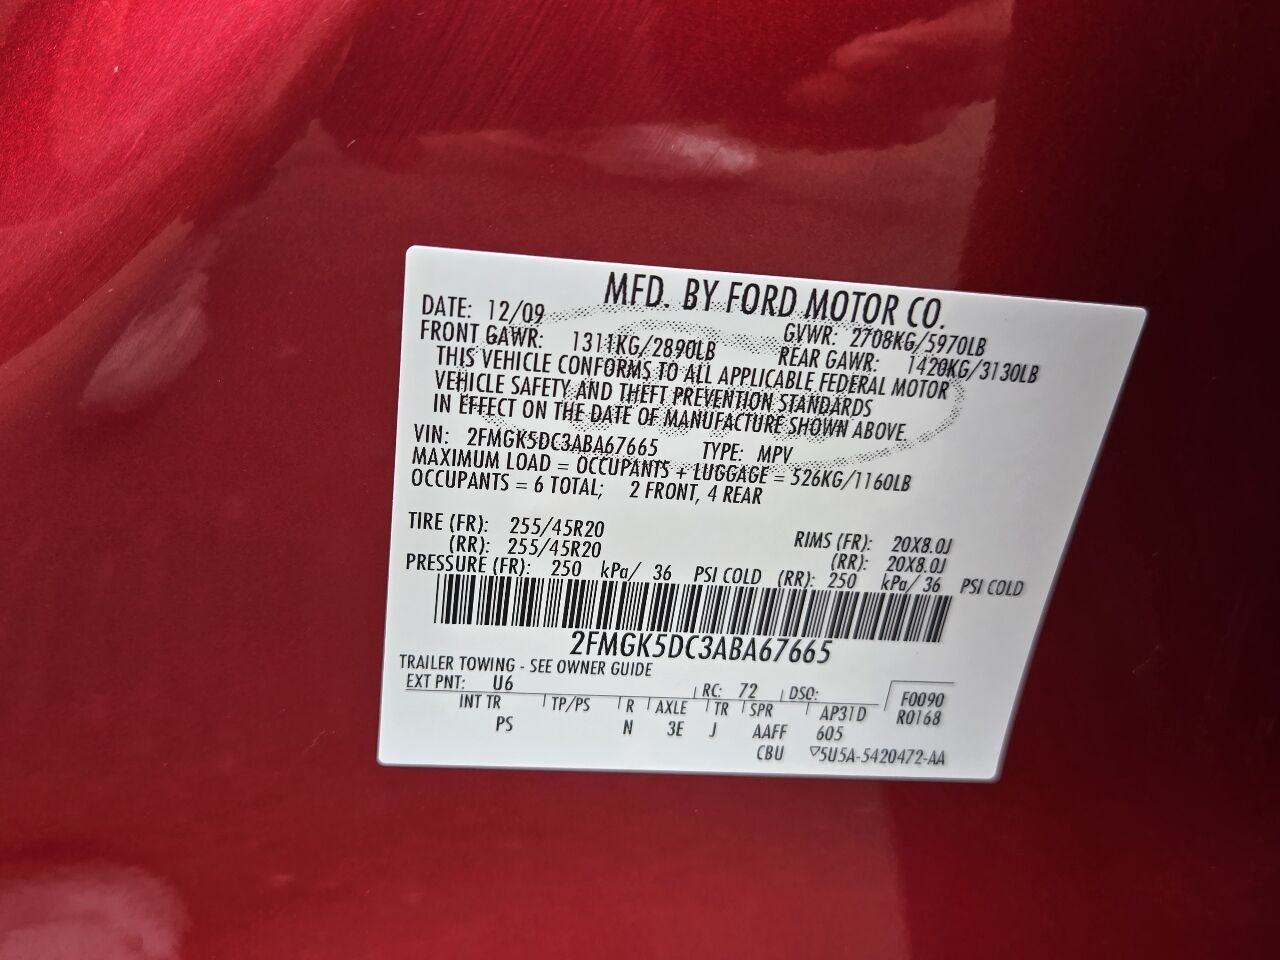 MFD. BY FORD MOTOR CO.
DATE: 12/09 GVWR: 2708KG/5970LB
FRONT GAWR: 1311KG/2890LB REAR GAWR: 1420KG/3130LB
THIS VEHICLE CONFORMS TO ALL APPLICABLE FEDERAL MOTOR
VEHICLE SAFETY AND THEFT PREVENTION STANDARDS
IN EFFECT ON THE DATE OF MANUFACTURE SHOWN ABOVE.
VIN: 2FMGK5DC3ABA67665 TYPE: MPV
MAXIMUM LOAD = OCCUPANTS + LUGGAGE = 526KG/1160LB
OCCUPANTS = 6 TOTAL; 2 FRONT, 4 REAR
TIRE (FR): 255/45R20 RIMS (FR): 20X8.0J
(RR): 255/45R20 (RR): 20X8.0J
PRESSURE (FR): 250 kPa/ 36 PSI COLD (RR): 250 kPa/ 36 PSI COLD
2FMGK5DC3ABA67665
TRAILER TOWING - SEE OWNER GUIDE
EXT PNT: U6 RC: 72 DSO: F0090
INT TR TP/PS R AXLE TR SPR AP31D R0168
PS N 3E J AAFF 605
CBU ▽5U5A-5420472-AA